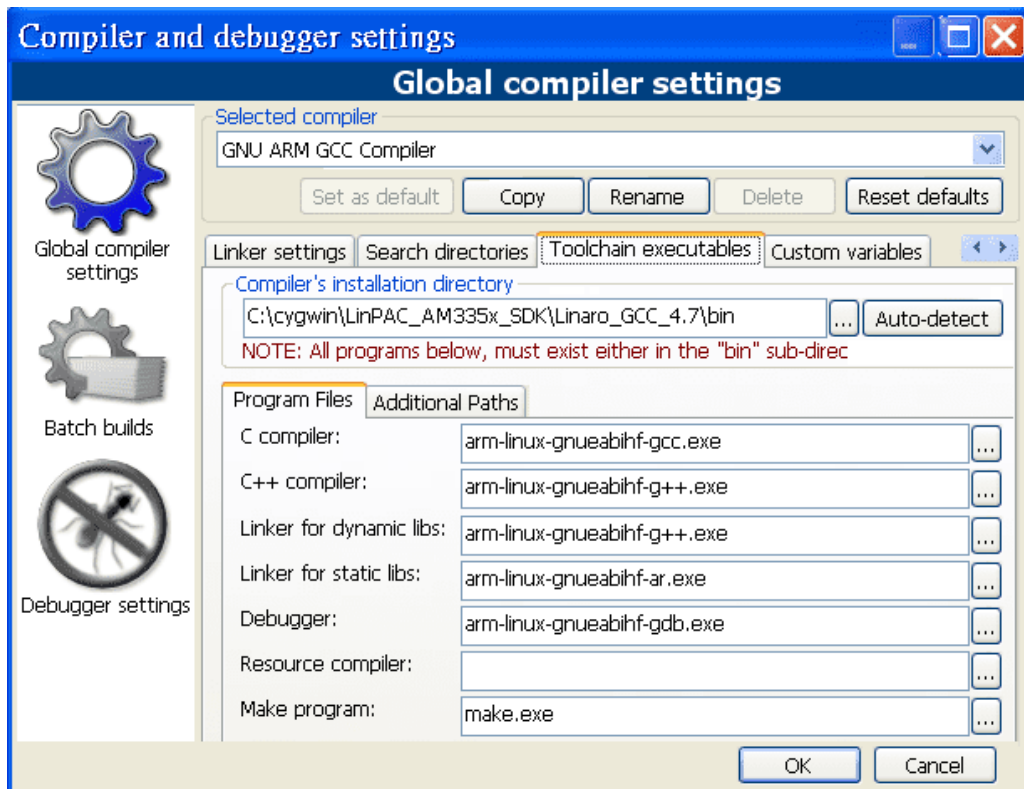 Compiler and debugger settings
Global compiler settings
Global compiler
settings
Batch builds
Debugger settings
Selected compiler
GNU ARM GCC Compiler
Set as default Copy Rename Delete Reset defaults
Linker settings Search directories Toolchain executables Custom variables
Compiler's installation directory
C:\cygwin\LinPAC_AM335x_SDK\Linaro_GCC_4.7\bin ... Auto-detect
NOTE: All programs below, must exist either in the "bin" sub-direc
Program Files Additional Paths
C compiler: arm-linux-gnueabihf-gcc.exe ...
C++ compiler: arm-linux-gnueabihf-g++.exe ...
Linker for dynamic libs: arm-linux-gnueabihf-g++.exe ...
Linker for static libs: arm-linux-gnueabihf-ar.exe ...
Debugger: arm-linux-gnueabihf-gdb.exe ...
Resource compiler: ...
Make program: make.exe ...
OK Cancel